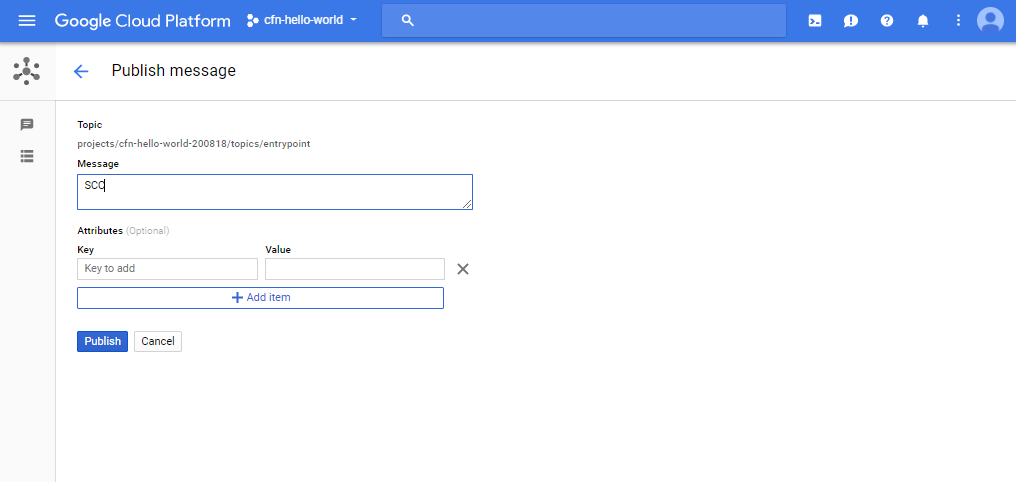 Google Cloud Platform cfn-hello-world
Publish message
Topic
projects/cfn-hello-world-200818/topics/entrypoint
Message
SCC
Attributes (Optional)
Key Value
Key to add
Add item
Publish Cancel